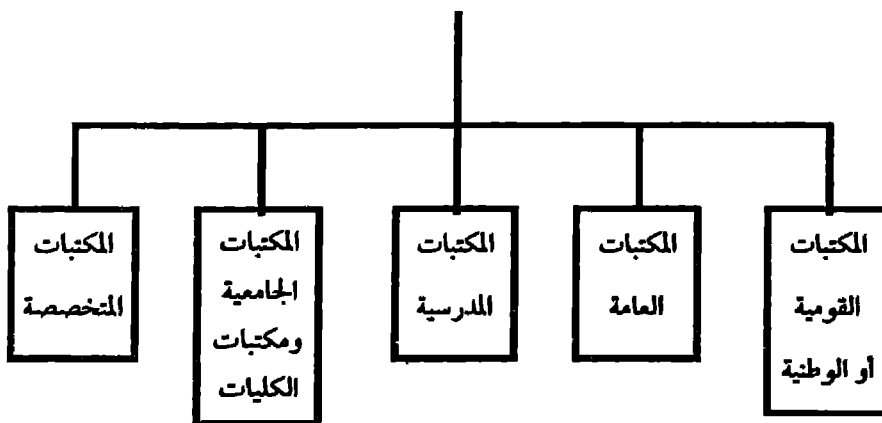 المكتبات
القومية
أو الوطنية
المكتبات
العامة
المكتبات
المدرسية
المكتبات
الجامعية
ومكتبات
الكليات
المكتبات
المتخصصة